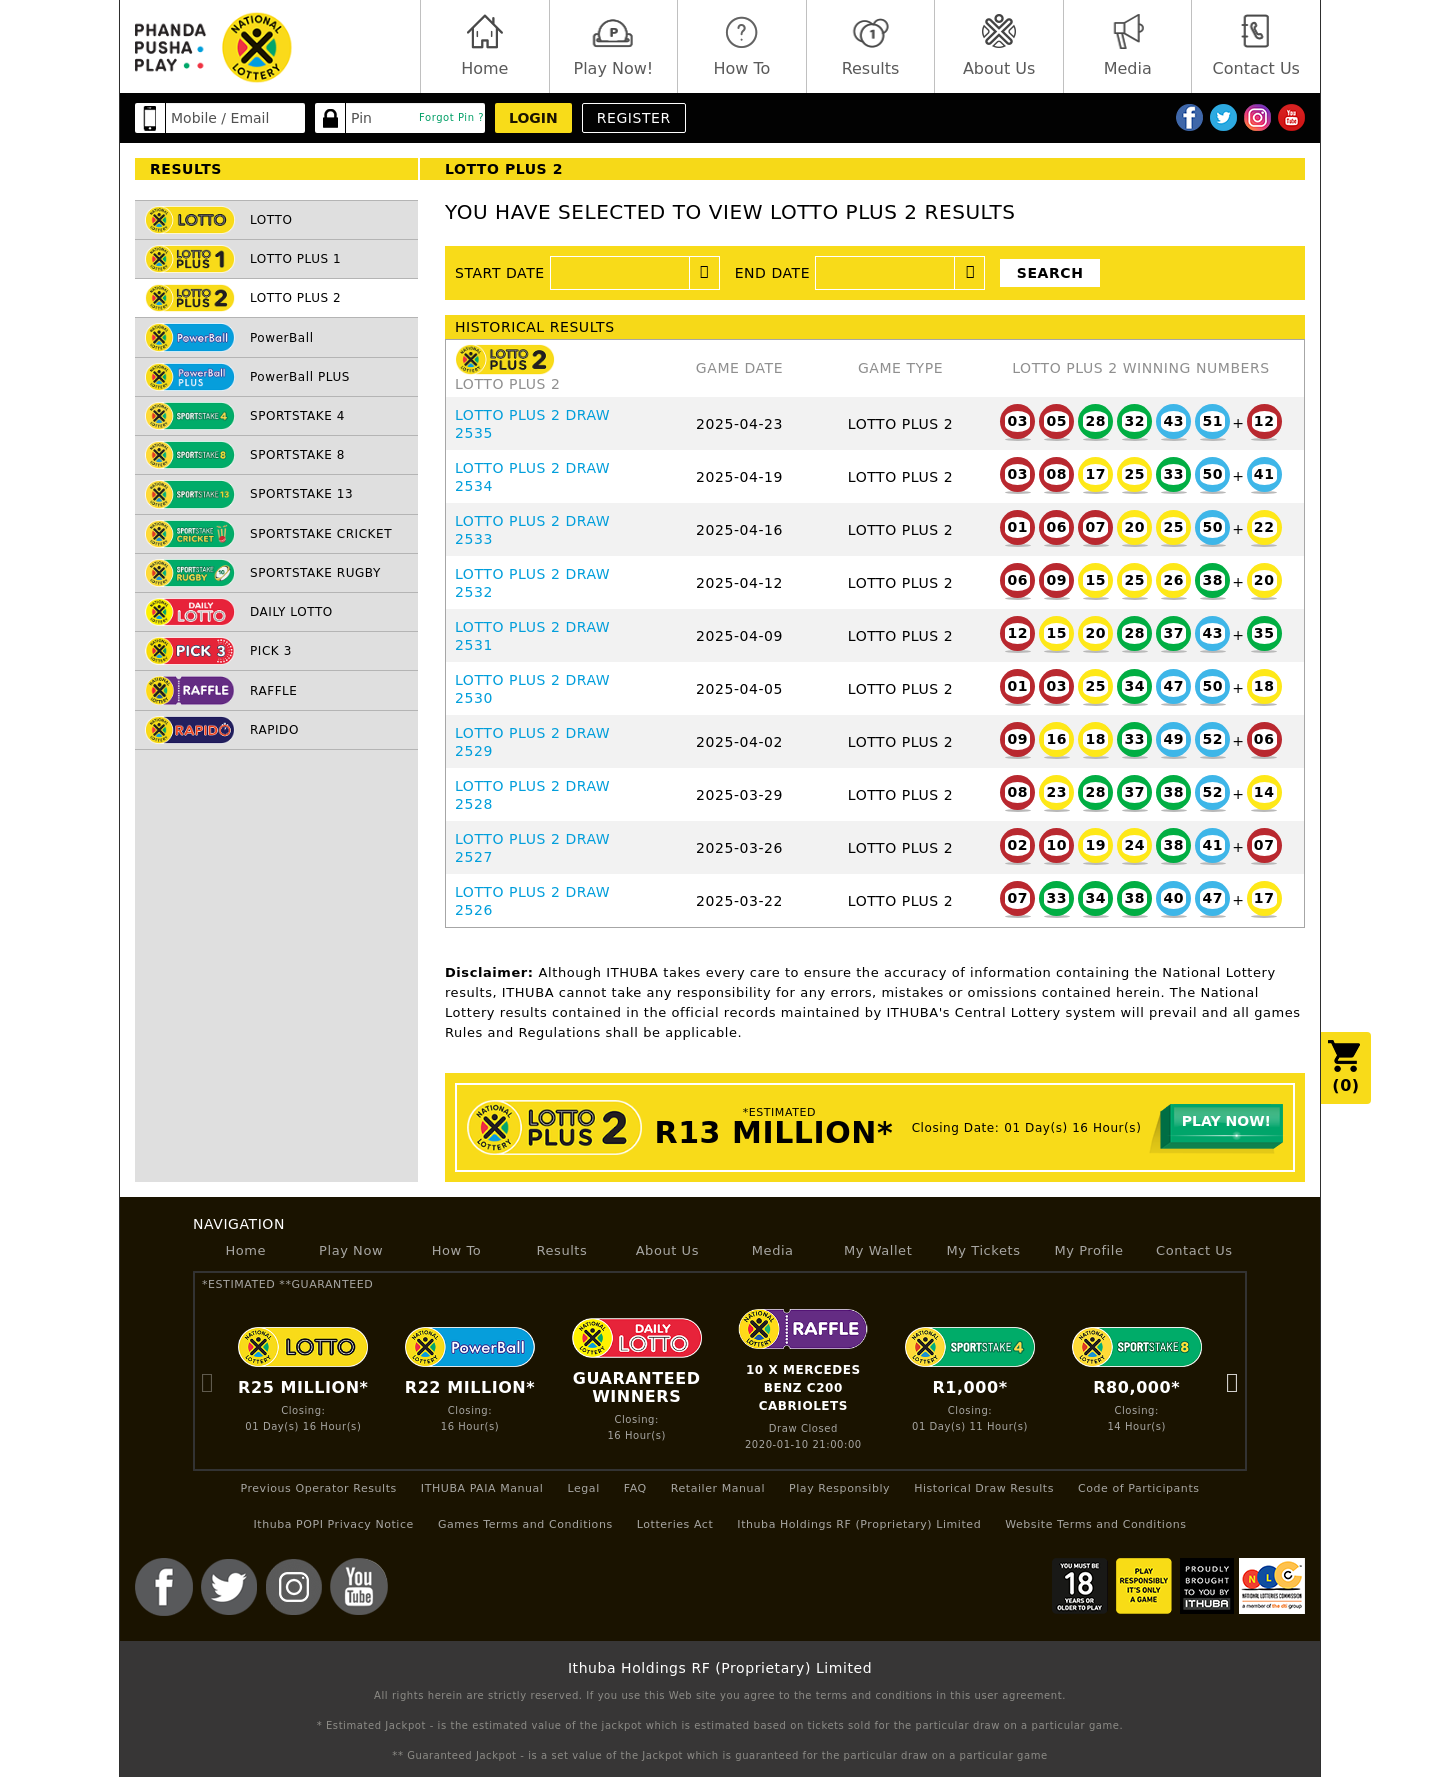 PHANDA
PUSHA
PLAY
NATIONAL
LOTTERY
Home
P
Play Now!
?
How To
1
Results
About Us
Media
Contact Us
Mobile / Email
Pin
Forgot Pin ?
LOGIN
REGISTER
You
Tube
RESULTS
LOTTO PLUS 2
LOTTO LOTTO
LOTTO PLUS 1 LOTTO PLUS 1
LOTTO PLUS 2 LOTTO PLUS 2
PowerBall PowerBall
PowerBall PLUS PowerBall PLUS
SPORTSTAKE 4 SPORTSTAKE 4
SPORTSTAKE 8 SPORTSTAKE 8
SPORTSTAKE 13 SPORTSTAKE 13
SPORTSTAKE CRICKET SPORTSTAKE CRICKET
SPORTSTAKE RUGBY SPORTSTAKE RUGBY
DAILY LOTTO DAILY LOTTO
PICK 3 PICK 3
RAFFLE RAFFLE
RAPIDO RAPIDO
YOU HAVE SELECTED TO VIEW LOTTO PLUS 2 RESULTS
START DATE END DATE SEARCH
HISTORICAL RESULTS
LOTTO PLUS 2
LOTTO PLUS 2 GAME DATE GAME TYPE LOTTO PLUS 2 WINNING NUMBERS
LOTTO PLUS 2 DRAW
2535 2025-04-23 LOTTO PLUS 2 03 05 28 32 43 51 + 12
LOTTO PLUS 2 DRAW
2534 2025-04-19 LOTTO PLUS 2 03 08 17 25 33 50 + 41
LOTTO PLUS 2 DRAW
2533 2025-04-16 LOTTO PLUS 2 01 06 07 20 25 50 + 22
LOTTO PLUS 2 DRAW
2532 2025-04-12 LOTTO PLUS 2 06 09 15 25 26 38 + 20
LOTTO PLUS 2 DRAW
2531 2025-04-09 LOTTO PLUS 2 12 15 20 28 37 43 + 35
LOTTO PLUS 2 DRAW
2530 2025-04-05 LOTTO PLUS 2 01 03 25 34 47 50 + 18
LOTTO PLUS 2 DRAW
2529 2025-04-02 LOTTO PLUS 2 09 16 18 33 49 52 + 06
LOTTO PLUS 2 DRAW
2528 2025-03-29 LOTTO PLUS 2 08 23 28 37 38 52 + 14
LOTTO PLUS 2 DRAW
2527 2025-03-26 LOTTO PLUS 2 02 10 19 24 38 41 + 07
LOTTO PLUS 2 DRAW
2526 2025-03-22 LOTTO PLUS 2 07 33 34 38 40 47 + 17
Disclaimer: Although ITHUBA takes every care to ensure the accuracy of information containing the National Lottery
results, ITHUBA cannot take any responsibility for any errors, mistakes or omissions contained herein. The National
Lottery results contained in the official records maintained by ITHUBA's Central Lottery system will prevail and all games
Rules and Regulations shall be applicable.
(0)
NATIONAL LOTTERY
LOTTO PLUS 2
*ESTIMATED
R13 MILLION*
Closing Date: 01 Day(s) 16 Hour(s)
PLAY NOW!
NAVIGATION
Home Play Now How To Results About Us Media My Wallet My Tickets My Profile Contact Us
*ESTIMATED **GUARANTEED
LOTTO
R25 MILLION*
Closing:
01 Day(s) 16 Hour(s)
PowerBall
R22 MILLION*
Closing:
16 Hour(s)
DAILY LOTTO
GUARANTEED
WINNERS
Closing:
16 Hour(s)
RAFFLE
10 X MERCEDES
BENZ C200
CABRIOLETS
Draw Closed
2020-01-10 21:00:00
SPORTSTAKE 4
R1,000*
Closing:
01 Day(s) 11 Hour(s)
SPORTSTAKE 8
R80,000*
Closing:
14 Hour(s)
Previous Operator Results ITHUBA PAIA Manual Legal FAQ Retailer Manual Play Responsibly Historical Draw Results Code of Participants
Ithuba POPI Privacy Notice Games Terms and Conditions Lotteries Act Ithuba Holdings RF (Proprietary) Limited Website Terms and Conditions
You
Tube
YOU MUST BE
18
YEARS OR
OLDER TO PLAY
PLAY
RESPONSIBLY
IT'S ONLY
A GAME
PROUDLY
BROUGHT
TO YOU BY
ITHUBA
NLC
NATIONAL LOTTERIES COMMISSION
a member of the dti group
Ithuba Holdings RF (Proprietary) Limited
All rights herein are strictly reserved. If you use this Web site you agree to the terms and conditions in this user agreement.
* Estimated Jackpot - is the estimated value of the jackpot which is estimated based on tickets sold for the particular draw on a particular game.
** Guaranteed Jackpot - is a set value of the Jackpot which is guaranteed for the particular draw on a particular game